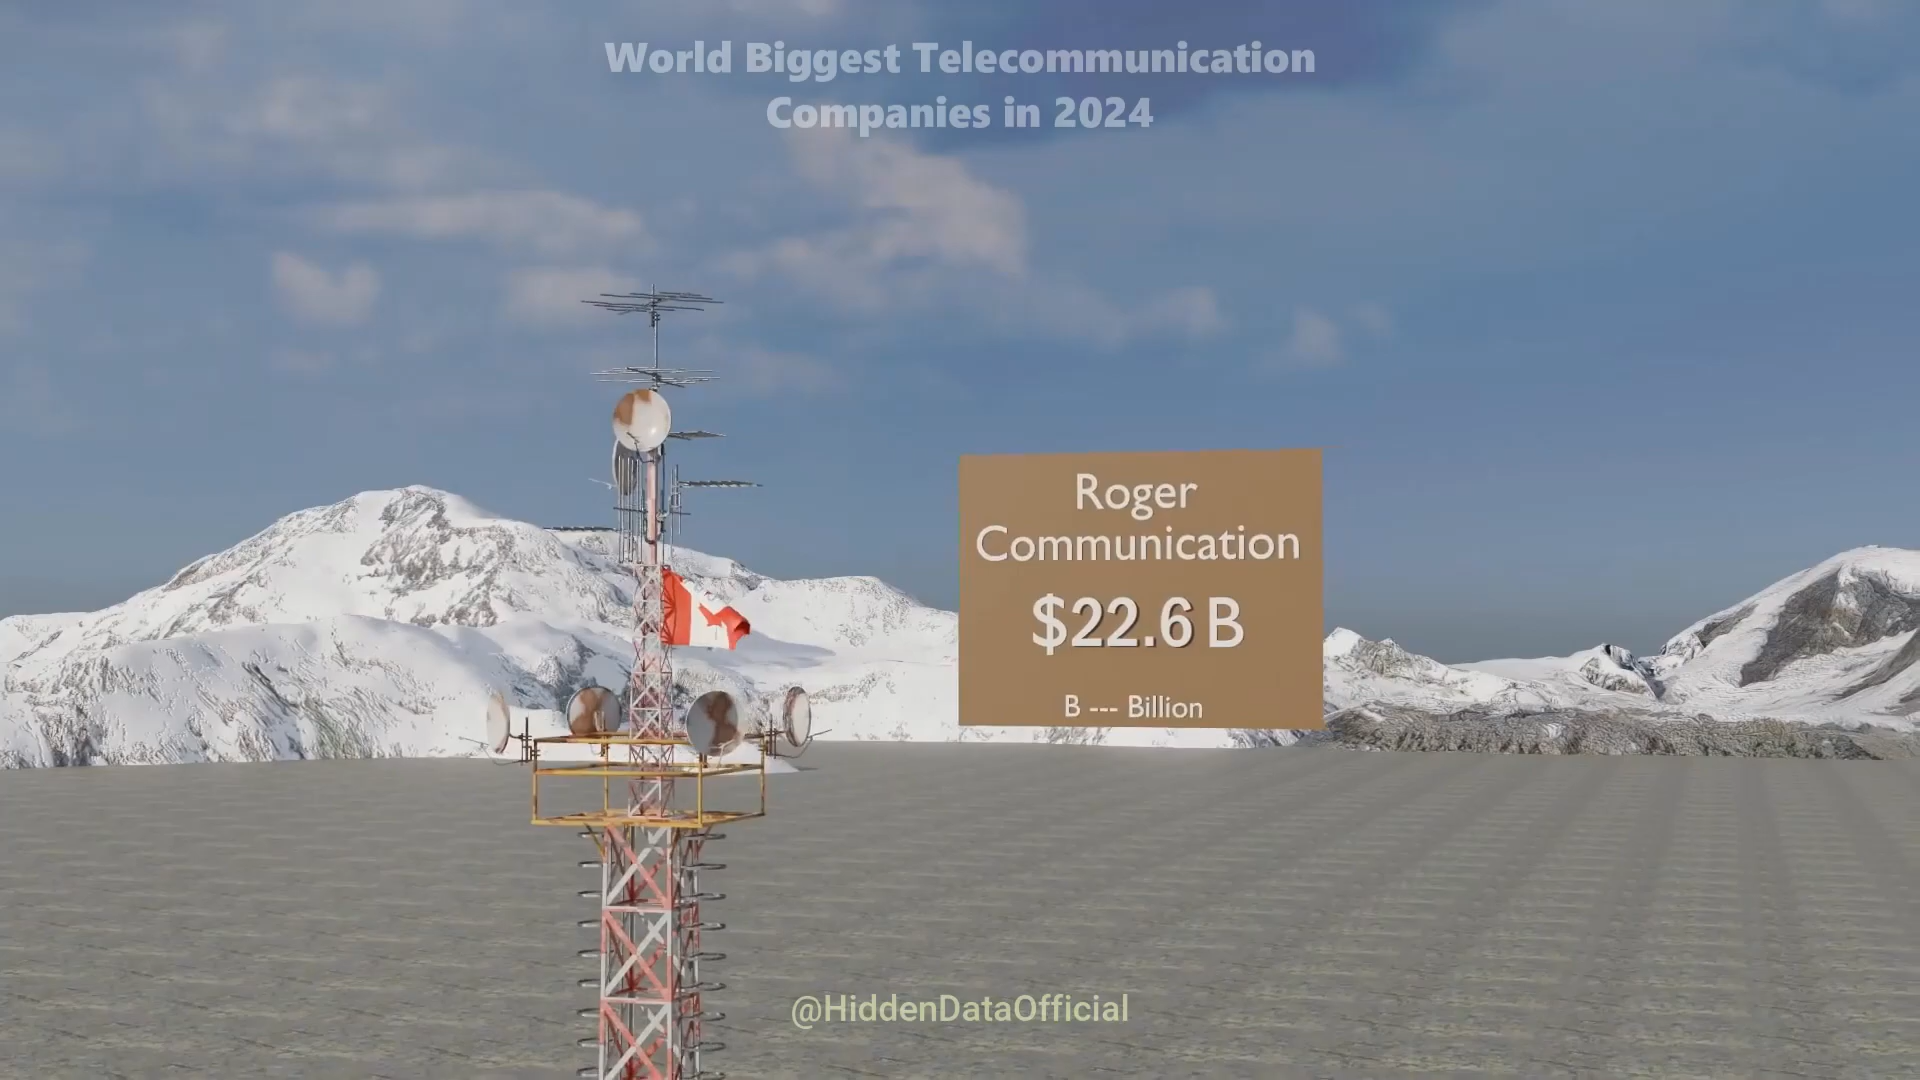 World Biggest Telecommunication
Companies in 2024
Roger
Communication
$22.6 B
B --- Billion
@HiddenDataOfficial